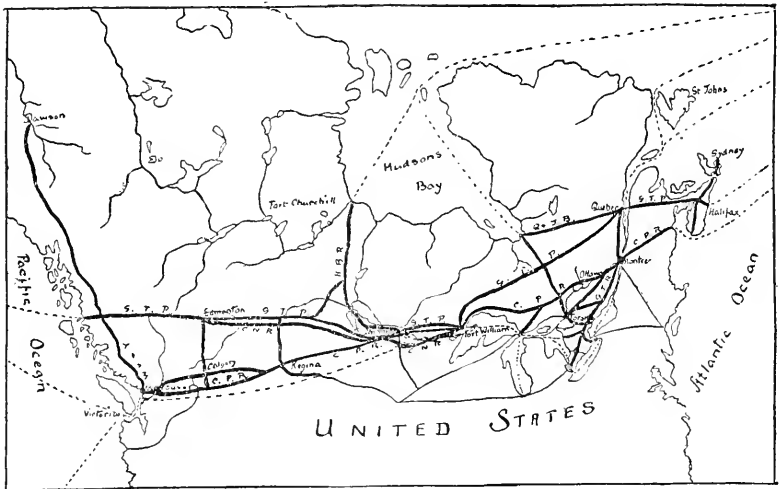 Dawson
St Johns
Hudsons
Bay
Sydney
Fort Churchill
Quebec
G. T. P.
Halifax
Q. & J. B.
H B R
C. P. R
G. T. P.
Ottawa
Pacific
Ocean
G. T. P.
Edmonton
G T P
C. P. R
G. T. P
Fort William
C N R
Calgary
C. P. R
Regina
C. P.
Victoria
UNITED STATES
Atlantic Ocean